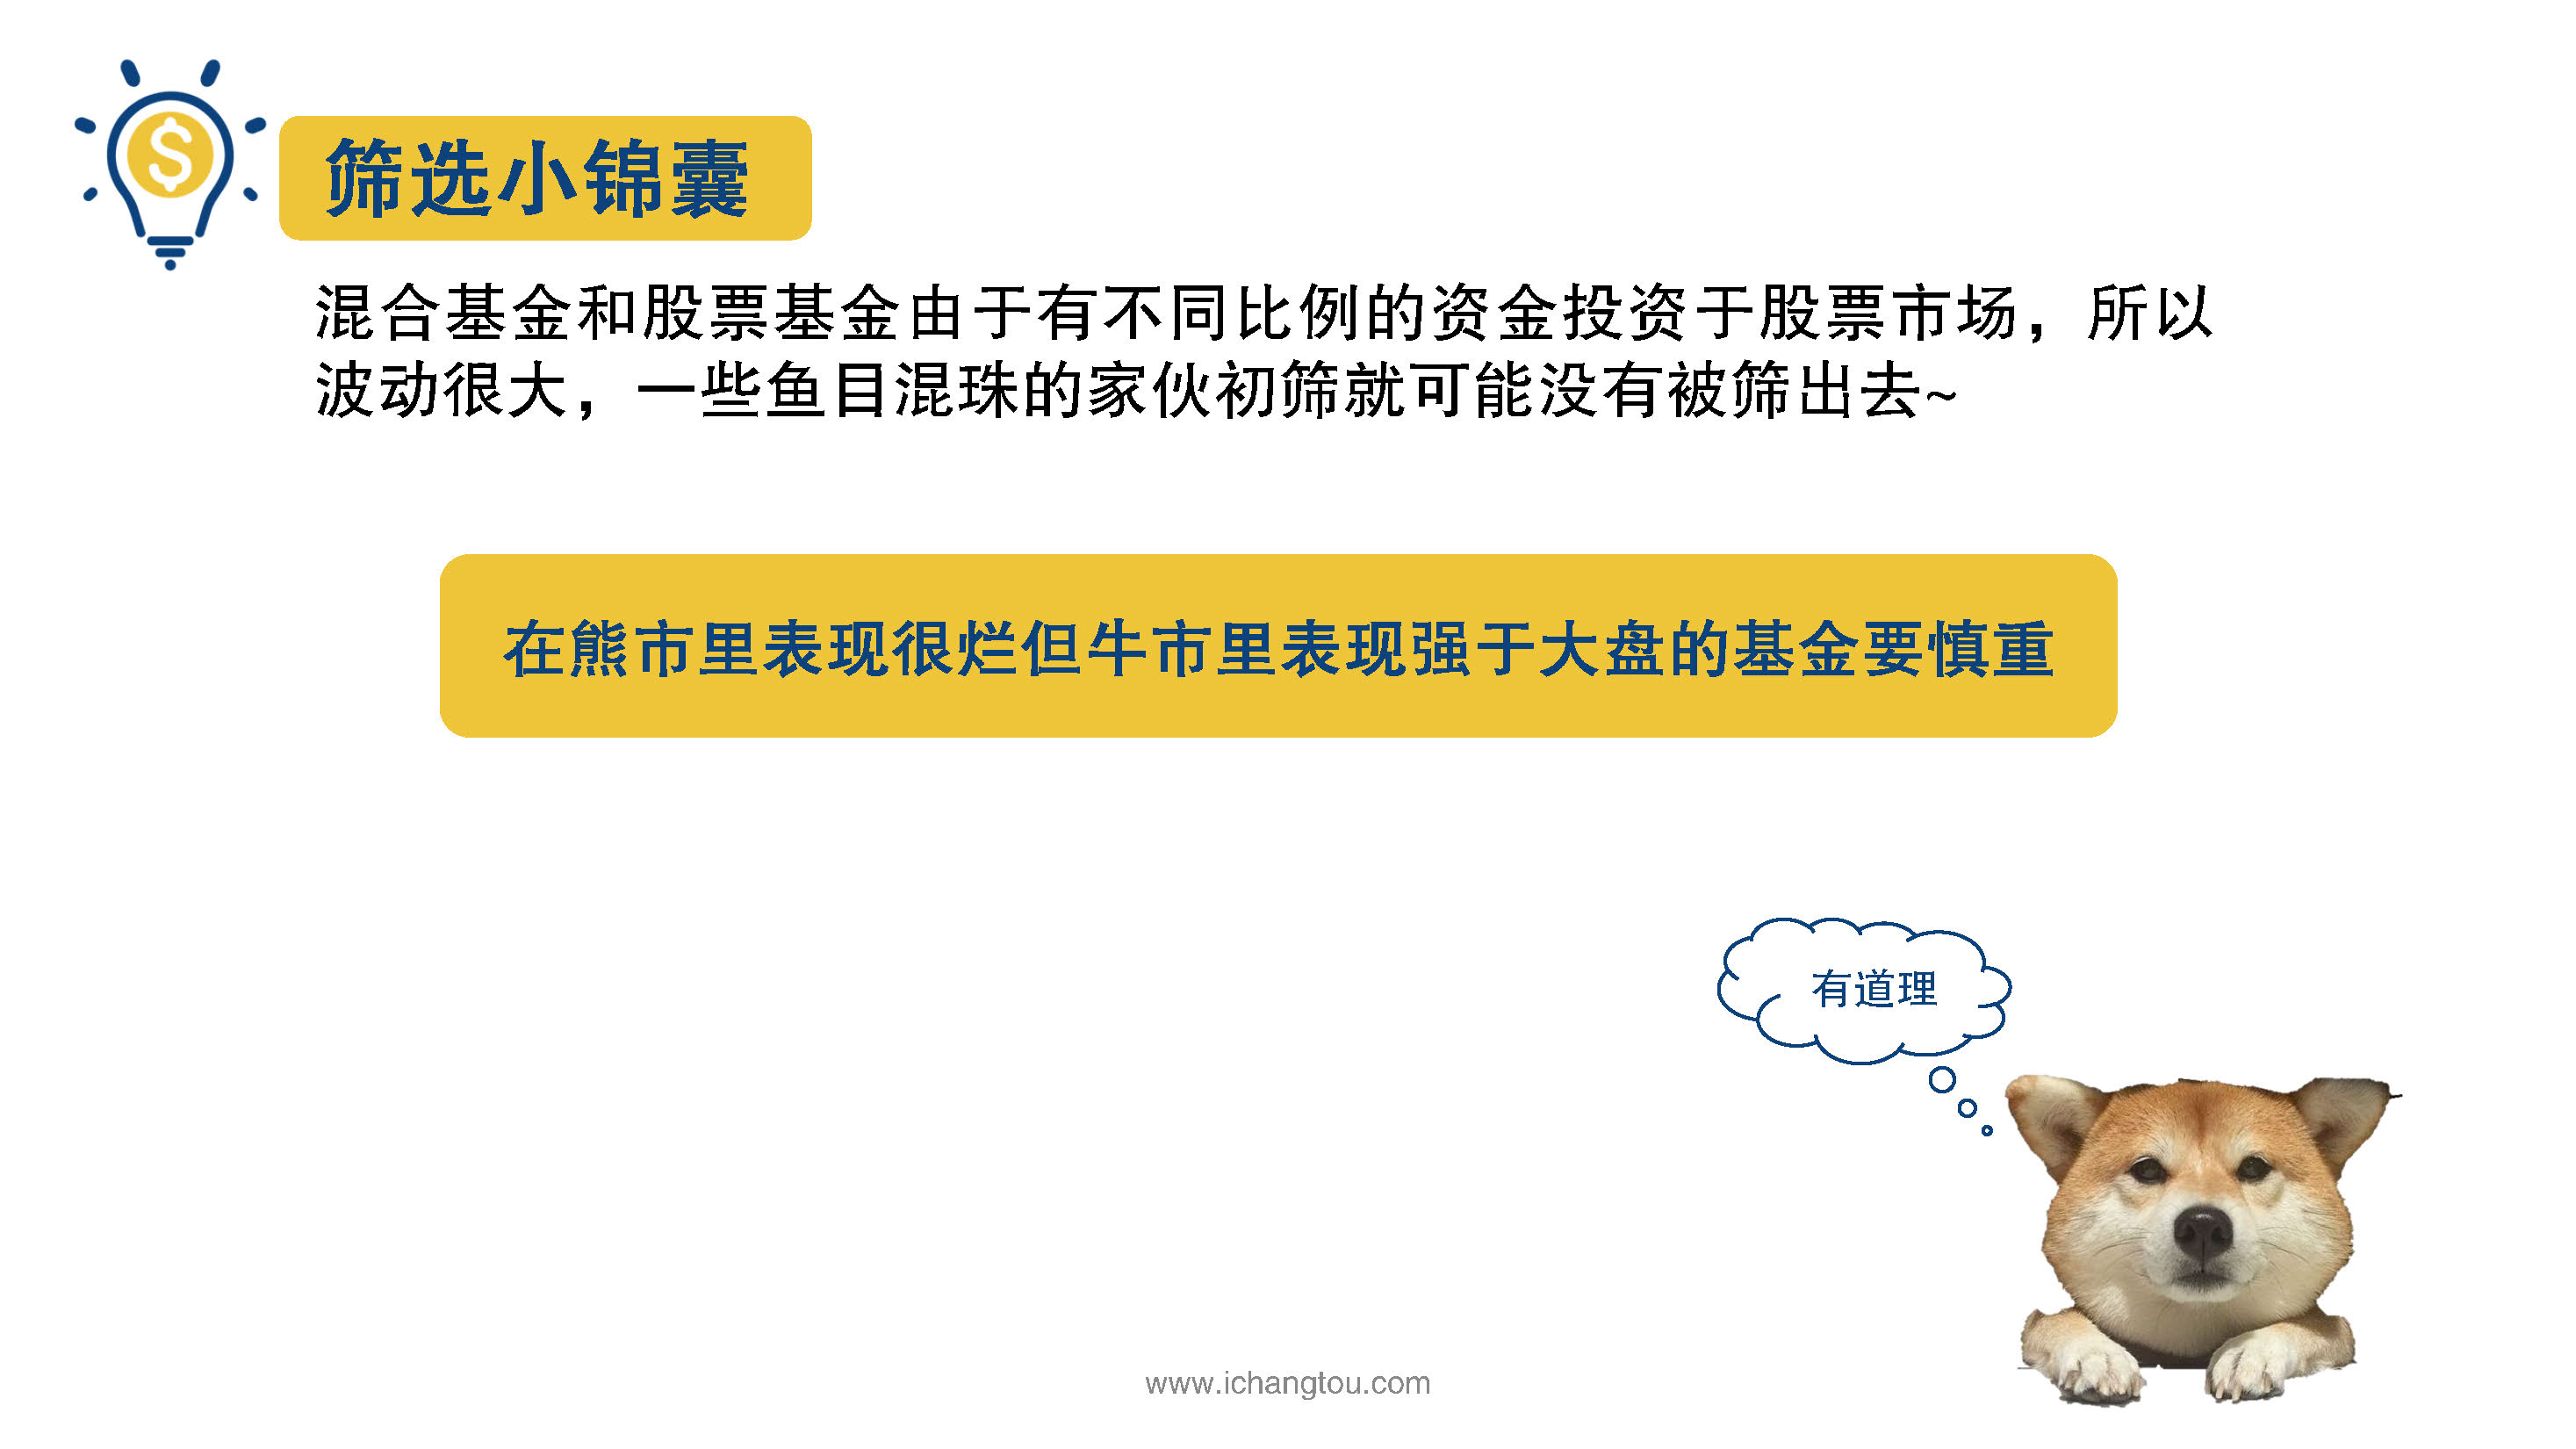 筛选小锦囊
混合基金和股票基金由于有不同比例的资金投资于股票市场，所以
波动很大，一些鱼目混珠的家伙初筛就可能没有被筛出去~
在熊市里表现很烂但牛市里表现强于大盘的基金要慎重
有道理
www.ichangtou.com